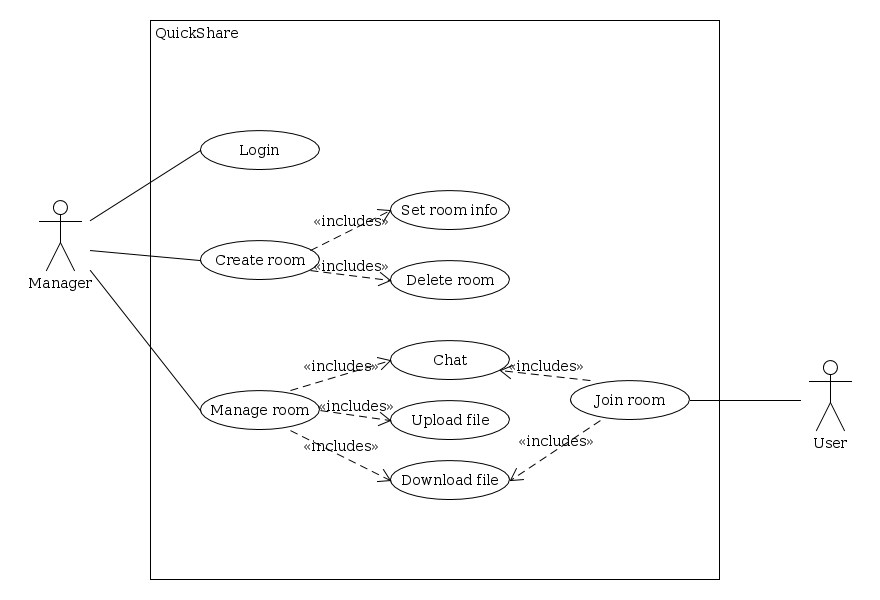 QuickShare
Login
Set room info
«includes»
Manager
Create room
«includes»
Delete room
Chat
«includes»
«includes»
Manage room
«includes»
Upload file
Join room
«includes»
«includes»
Download file
User